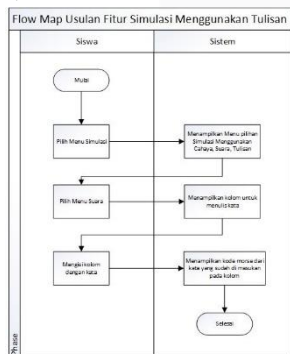 Flow Map Usulan Fitur Simulasi Menggunakan Tulisan
Siswa
Sistem
Mulai
Pilih Menu Simulasi
Menampilkan Menu pilihan
Simulasi Menggunakan
Cahaya, Suara, Tulisan
Pilih Menu Suara
Menampilkan kolom untuk
menulis kata
Mengisi kolom
dengan kata
Menampilkan kode morse dari
kata yang sudah di masukan
pada kolom
Selesai
Phase